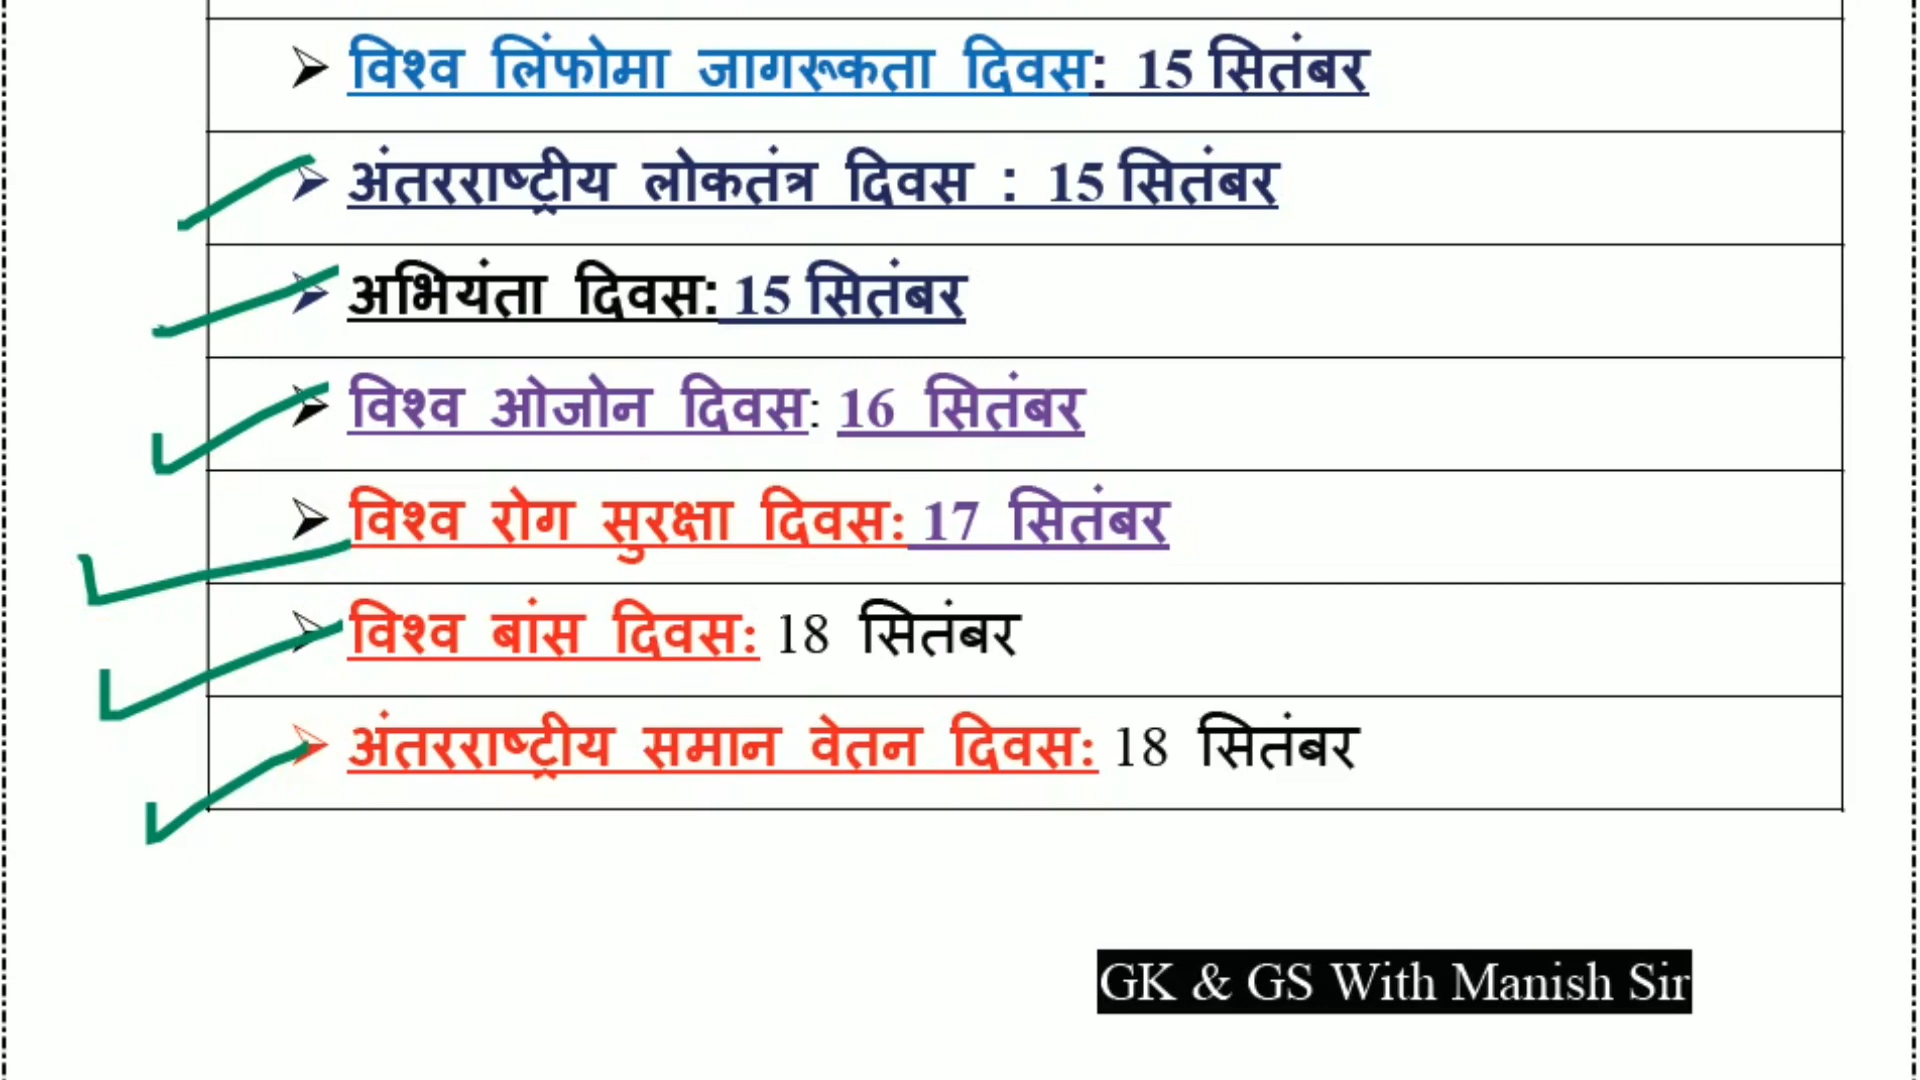 विश्व लिंफोमा जागरूकता दिवस: 15 सितंबर
अंतरराष्ट्रीय लोकतंत्र दिवस : 15 सितंबर
अभियंता दिवस: 15 सितंबर
विश्व ओजोन दिवस: 16 सितंबर
विश्व रोग सुरक्षा दिवस: 17 सितंबर
विश्व बांस दिवस: 18 सितंबर
अंतरराष्ट्रीय समान वेतन दिवस: 18 सितंबर
GK & GS With Manish Sir